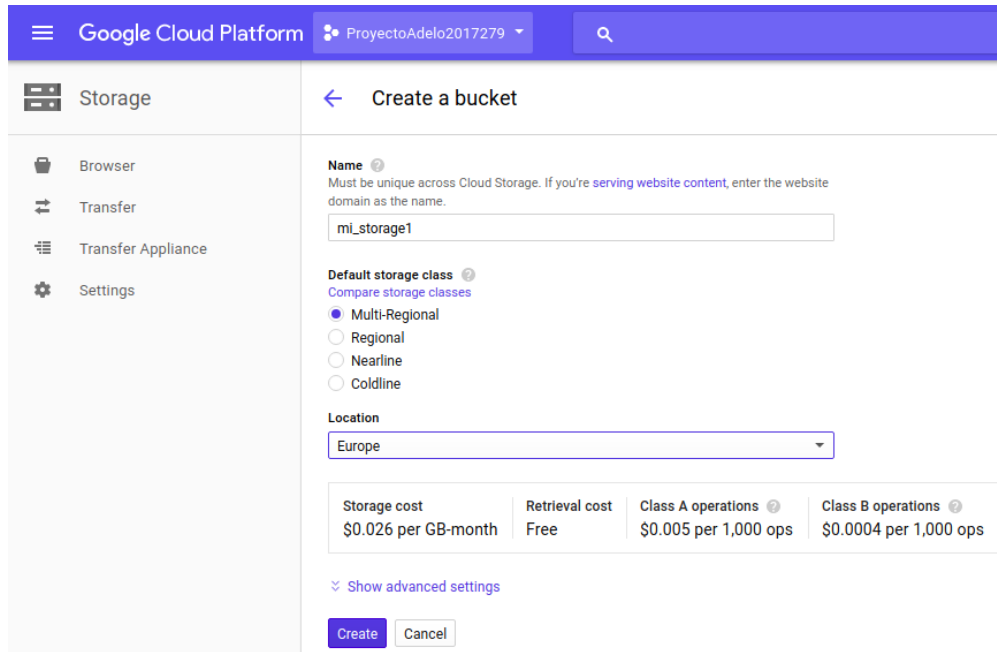 Google Cloud Platform
ProyectoAdelo2017279
Storage
Create a bucket
Browser
Transfer
Transfer Appliance
Settings
Name
Must be unique across Cloud Storage. If you're serving website content, enter the website
domain as the name.
mi_storage1
Default storage class
Compare storage classes
Multi-Regional
Regional
Nearline
Coldline
Location
Europe
Storage cost
$0.026 per GB-month
Retrieval cost
Free
Class A operations
$0.005 per 1,000 ops
Class B operations
$0.0004 per 1,000 ops
Show advanced settings
Create
Cancel